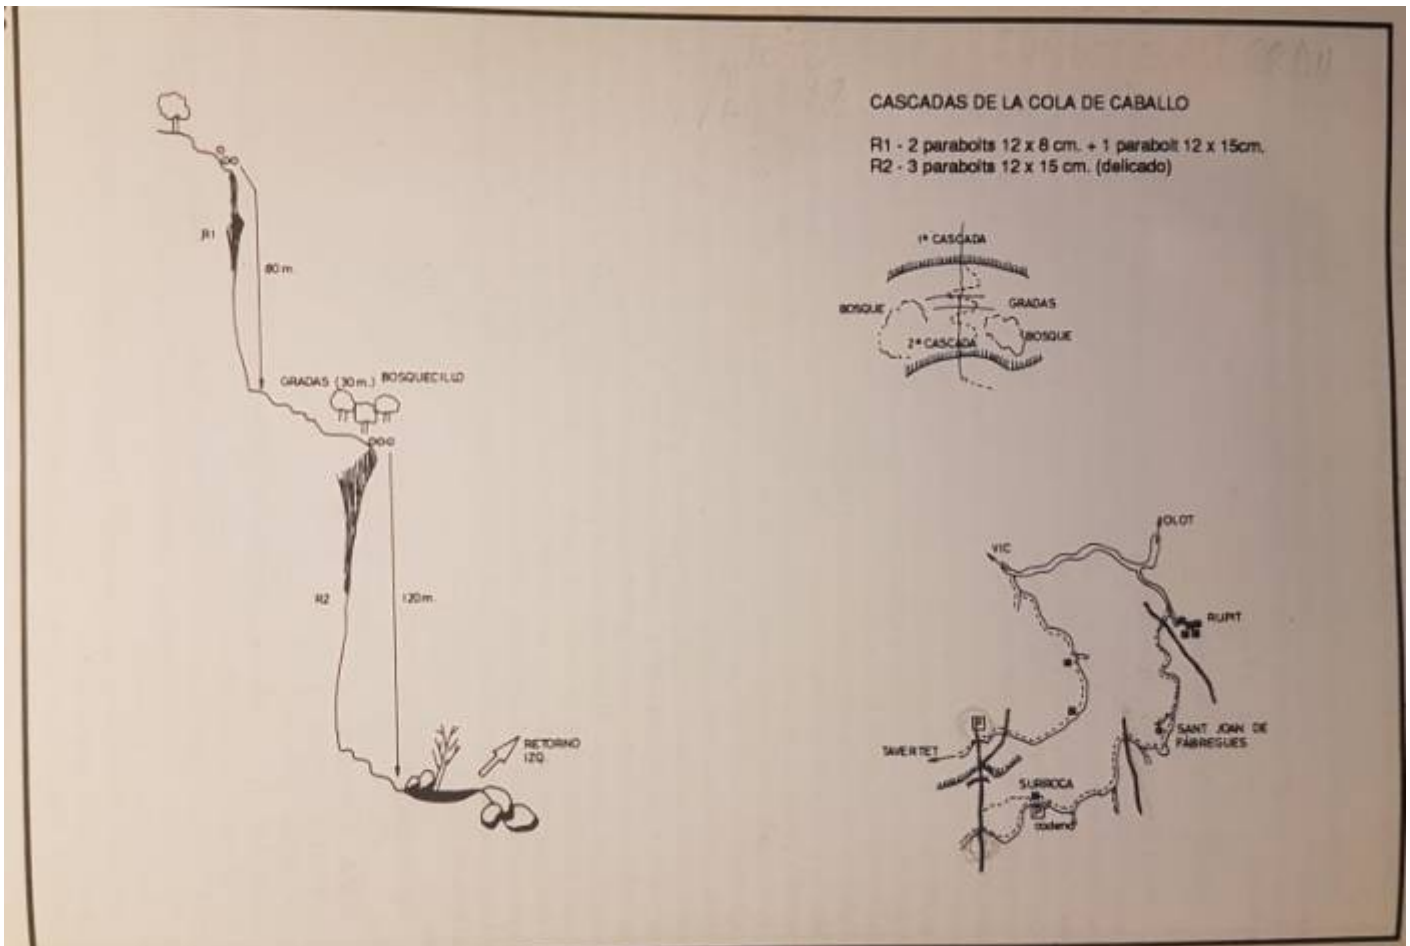 CASCADAS DE LA COLA DE CABALLO
R1 - 2 parabolts 12 x 8 cm. + 1 parabolt 12 x 15cm.
R2 - 3 parabolts 12 x 15 cm. (delicado)
R1
80 m.
GRADAS (30m.) BOSQUECILLO
R2
120m.
RETORNO
IZQ.
1ª CASCADA
BOSQUE
GRADAS
2ª CASCADA
BOSQUE
VIC
OLOT
RUPIT
P
TAVERTET
SANT JOAN DE
FABREGUES
SURROCA
P